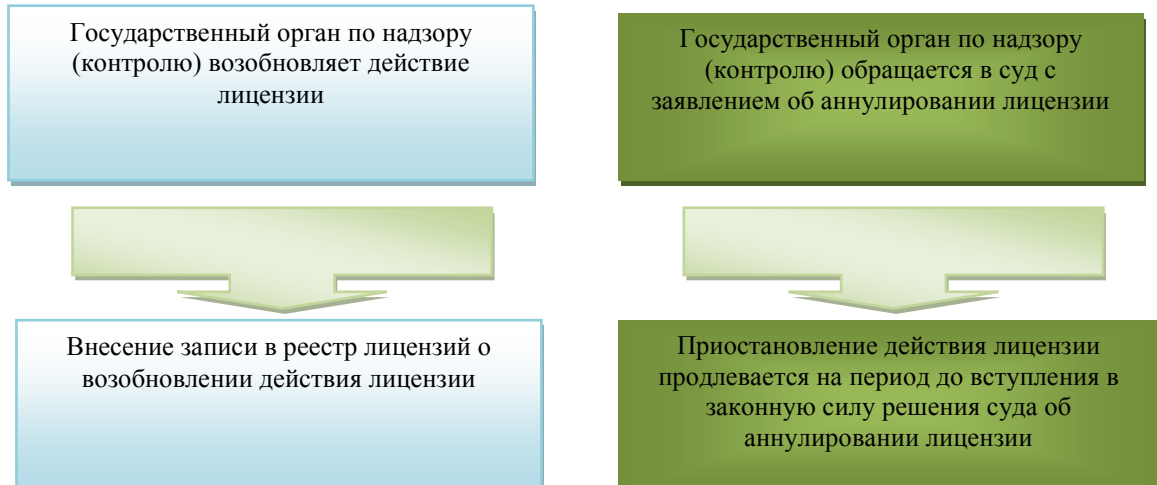 Государственный орган по надзору
(контролю) возобновляет действие
лицензии
Государственный орган по надзору
(контролю) обращается в суд с
заявлением об аннулировании лицензии
Внесение записи в реестр лицензий о
возобновлении действия лицензии
Приостановление действия лицензии
продлевается на период до вступления в
законную силу решения суда об
аннулировании лицензии